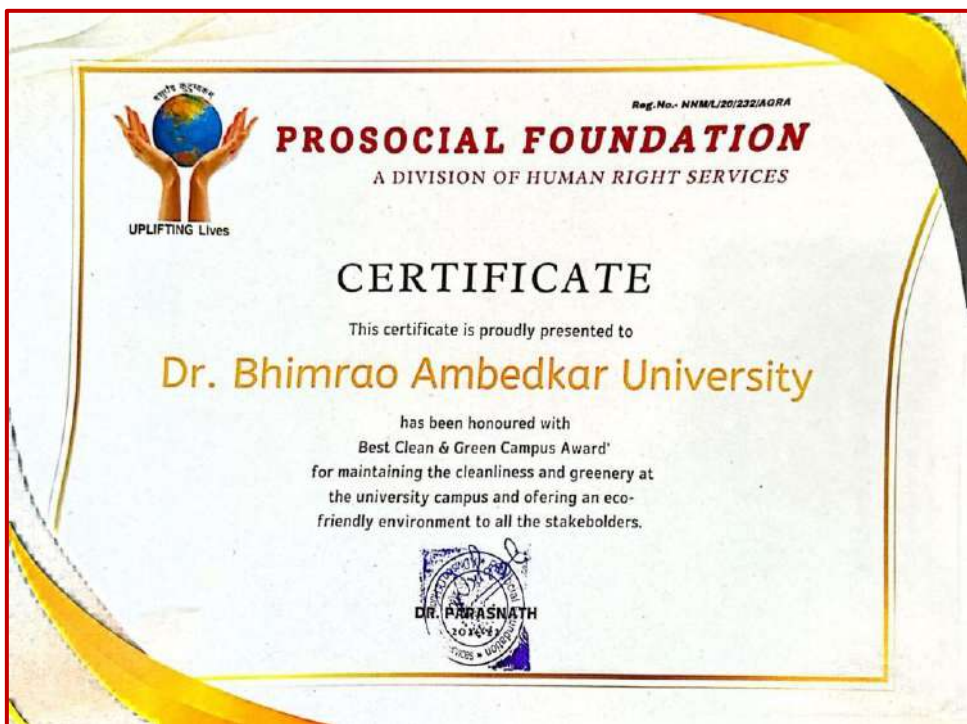 वसुधैव कुटुम्बकम्
UPLIFTING Lives
Reg.No.- NNM/L/20/232/AGRA
PROSOCIAL FOUNDATION
A DIVISION OF HUMAN RIGHT SERVICES
CERTIFICATE
This certificate is proudly presented to
Dr. Bhimrao Ambedkar University
has been honoured with
Best Clean & Green Campus Award'
for maintaining the cleanliness and greenery at
the university campus and ofering an eco-
friendly environment to all the stakebolders.
DR. PARASNATH